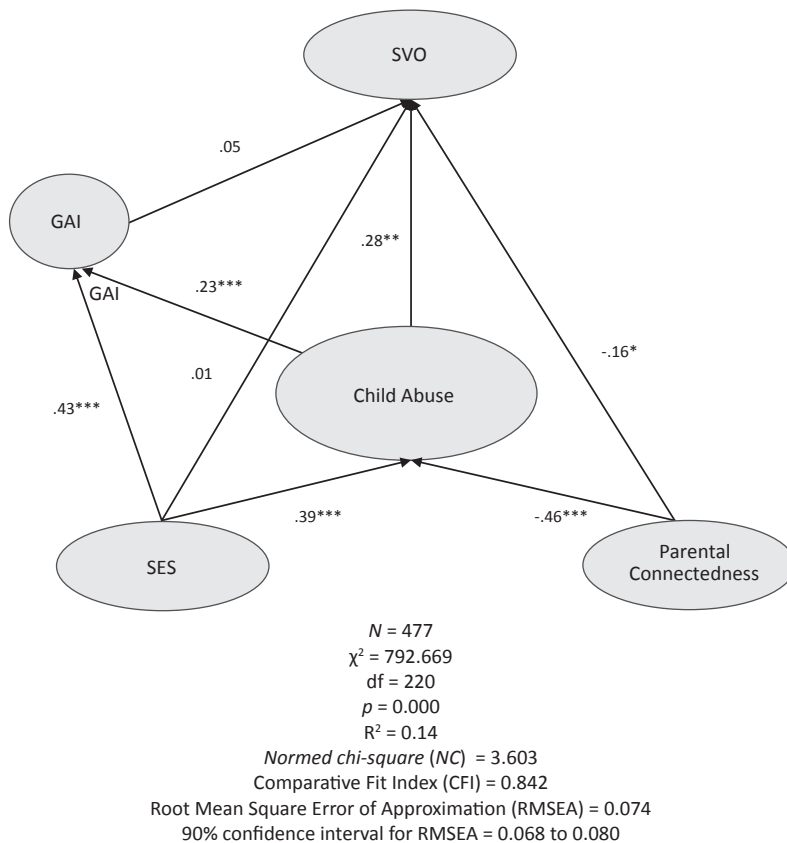 SVO
.05
GAI
.28**
.23***
GAI
-.16*
.01
Child Abuse
.43***
.39***
-.46***
SES
Parental
Connectedness
N = 477
χ² = 792.669
df = 220
p = 0.000
R² = 0.14
Normed chi-square (NC) = 3.603
Comparative Fit Index (CFI) = 0.842
Root Mean Square Error of Approximation (RMSEA) = 0.074
90% confidence interval for RMSEA = 0.068 to 0.080